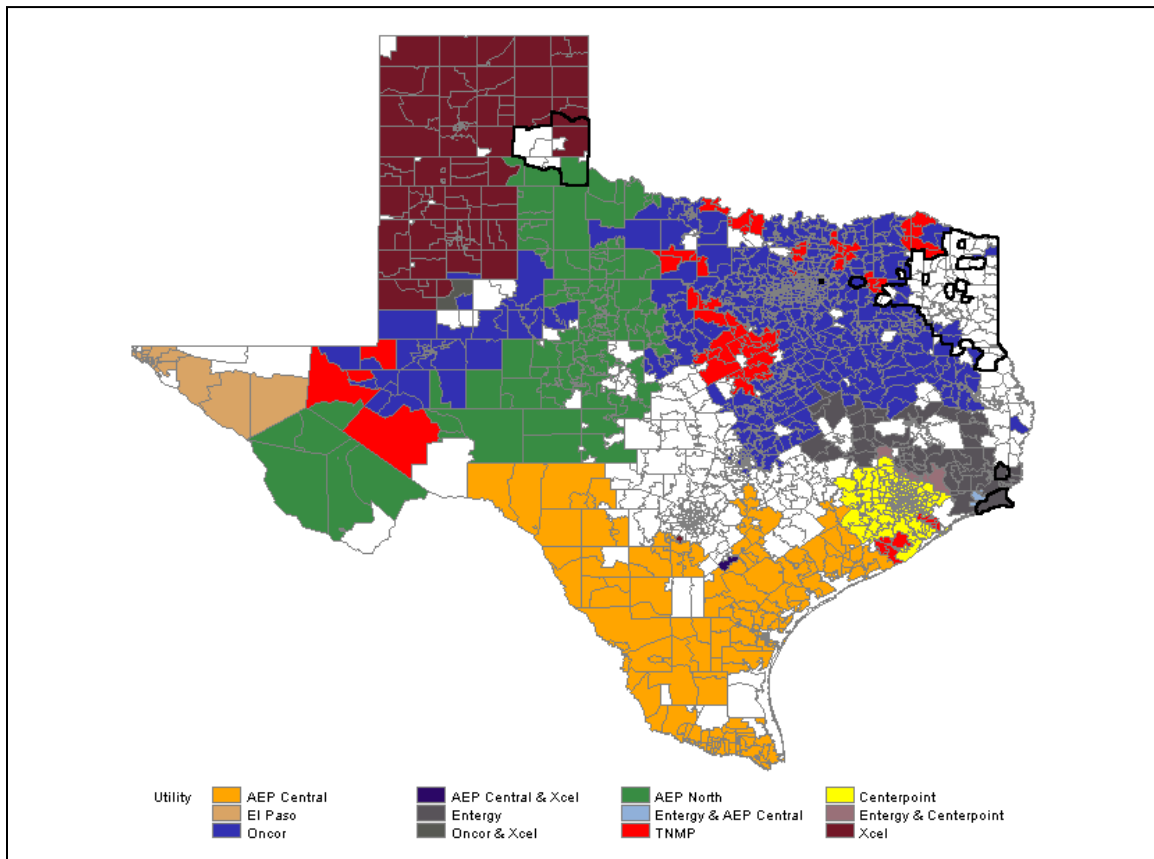 Utility AEP Central AEP Central & Xcel AEP North Centerpoint
El Paso Entergy Entergy & AEP Central Entergy & Centerpoint
Oncor Oncor & Xcel TNMP Xcel